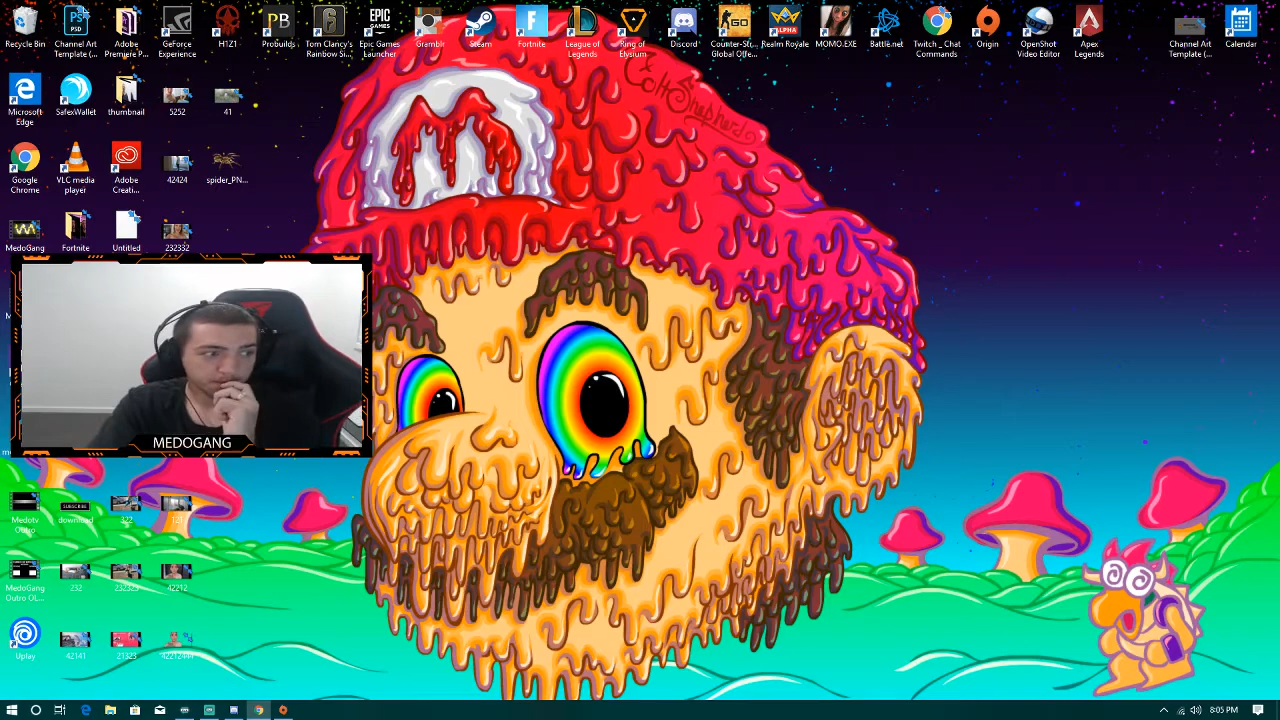 Recycle Bin
Channel Art
Template (...
Adobe
Premiere P...
GeForce
Experience
H1Z1
Probuilds
Tom Clancy's
Rainbow Si...
Epic Games
Launcher
Gramblr
Steam
Fortnite
League of
Legends
Ring of
Elysium
Discord
Counter-Str...
Global Offe...
Realm Royale
MOMO.EXE
Battle.net
Twitch _ Chat
Commands
Origin
OpenShot
Video Editor
Apex
Legends
Channel Art
Template (...
Calendar
Colt Shepherd
Microsoft
Edge
SafexWallet
thumbnail
5252
41
Google
Chrome
VLC media
player
Adobe
Creati...
42424
spider_PN...
MedoGang
Fortnite
Untitled
232332
MEDOGANG
Medotv
Outro
download
322
121
MedoGang
Outro OL...
232
232323
42212
Uplay
42141
21323
8:05 PM